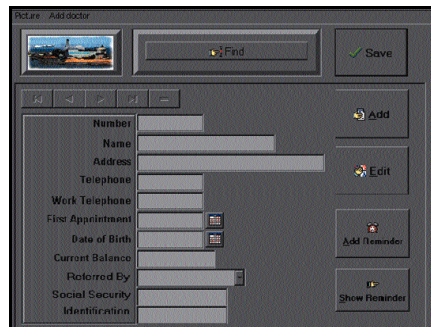 Picture Add doctor
Find
Save
Number
Name
Address
Telephone
Work Telephone
First Appointment
Date of Birth
Current Balance
Referred By
Social Security
Identification
Add
Edit
Add Reminder
Show Reminder